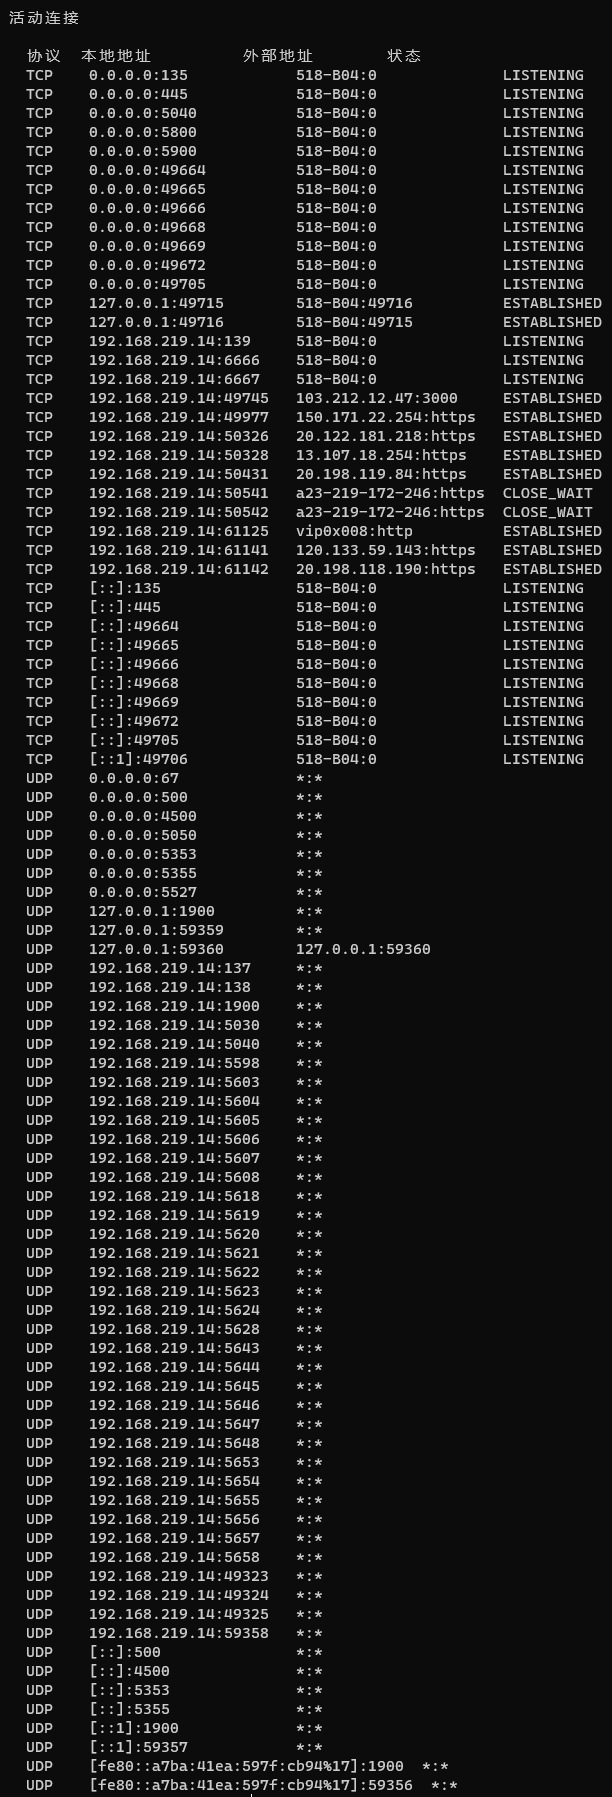 活动连接
协议 本地地址 外部地址 状态
TCP 0.0.0.0:135 518-B04:0 LISTENING
TCP 0.0.0.0:445 518-B04:0 LISTENING
TCP 0.0.0.0:5040 518-B04:0 LISTENING
TCP 0.0.0.0:5800 518-B04:0 LISTENING
TCP 0.0.0.0:5900 518-B04:0 LISTENING
TCP 0.0.0.0:49664 518-B04:0 LISTENING
TCP 0.0.0.0:49665 518-B04:0 LISTENING
TCP 0.0.0.0:49666 518-B04:0 LISTENING
TCP 0.0.0.0:49668 518-B04:0 LISTENING
TCP 0.0.0.0:49669 518-B04:0 LISTENING
TCP 0.0.0.0:49672 518-B04:0 LISTENING
TCP 0.0.0.0:49705 518-B04:0 LISTENING
TCP 127.0.0.1:49715 518-B04:49716 ESTABLISHED
TCP 127.0.0.1:49716 518-B04:49715 ESTABLISHED
TCP 192.168.219.14:139 518-B04:0 LISTENING
TCP 192.168.219.14:6666 518-B04:0 LISTENING
TCP 192.168.219.14:6667 518-B04:0 LISTENING
TCP 192.168.219.14:49745 103.212.12.47:3000 ESTABLISHED
TCP 192.168.219.14:49977 150.171.22.254:https ESTABLISHED
TCP 192.168.219.14:50326 20.122.181.218:https ESTABLISHED
TCP 192.168.219.14:50328 13.107.18.254:https ESTABLISHED
TCP 192.168.219.14:50431 20.198.119.84:https ESTABLISHED
TCP 192.168.219.14:50541 a23-219-172-246:https CLOSE_WAIT
TCP 192.168.219.14:50542 a23-219-172-246:https CLOSE_WAIT
TCP 192.168.219.14:61125 vip0x008:http ESTABLISHED
TCP 192.168.219.14:61141 120.133.59.143:https ESTABLISHED
TCP 192.168.219.14:61142 20.198.118.190:https ESTABLISHED
TCP [::]:135 518-B04:0 LISTENING
TCP [::]:445 518-B04:0 LISTENING
TCP [::]:49664 518-B04:0 LISTENING
TCP [::]:49665 518-B04:0 LISTENING
TCP [::]:49666 518-B04:0 LISTENING
TCP [::]:49668 518-B04:0 LISTENING
TCP [::]:49669 518-B04:0 LISTENING
TCP [::]:49672 518-B04:0 LISTENING
TCP [::]:49705 518-B04:0 LISTENING
TCP [::1]:49706 518-B04:0 LISTENING
UDP 0.0.0.0:67 *:*
UDP 0.0.0.0:500 *:*
UDP 0.0.0.0:4500 *:*
UDP 0.0.0.0:5050 *:*
UDP 0.0.0.0:5353 *:*
UDP 0.0.0.0:5355 *:*
UDP 0.0.0.0:5527 *:*
UDP 127.0.0.1:1900 *:*
UDP 127.0.0.1:59359 *:*
UDP 127.0.0.1:59360 127.0.0.1:59360
UDP 192.168.219.14:137 *:*
UDP 192.168.219.14:138 *:*
UDP 192.168.219.14:1900 *:*
UDP 192.168.219.14:5030 *:*
UDP 192.168.219.14:5040 *:*
UDP 192.168.219.14:5598 *:*
UDP 192.168.219.14:5603 *:*
UDP 192.168.219.14:5604 *:*
UDP 192.168.219.14:5605 *:*
UDP 192.168.219.14:5606 *:*
UDP 192.168.219.14:5607 *:*
UDP 192.168.219.14:5608 *:*
UDP 192.168.219.14:5618 *:*
UDP 192.168.219.14:5619 *:*
UDP 192.168.219.14:5620 *:*
UDP 192.168.219.14:5621 *:*
UDP 192.168.219.14:5622 *:*
UDP 192.168.219.14:5623 *:*
UDP 192.168.219.14:5624 *:*
UDP 192.168.219.14:5628 *:*
UDP 192.168.219.14:5643 *:*
UDP 192.168.219.14:5644 *:*
UDP 192.168.219.14:5645 *:*
UDP 192.168.219.14:5646 *:*
UDP 192.168.219.14:5647 *:*
UDP 192.168.219.14:5648 *:*
UDP 192.168.219.14:5653 *:*
UDP 192.168.219.14:5654 *:*
UDP 192.168.219.14:5655 *:*
UDP 192.168.219.14:5656 *:*
UDP 192.168.219.14:5657 *:*
UDP 192.168.219.14:5658 *:*
UDP 192.168.219.14:49323 *:*
UDP 192.168.219.14:49324 *:*
UDP 192.168.219.14:49325 *:*
UDP 192.168.219.14:59358 *:*
UDP [::]:500 *:*
UDP [::]:4500 *:*
UDP [::]:5353 *:*
UDP [::]:5355 *:*
UDP [::1]:1900 *:*
UDP [::1]:59357 *:*
UDP [fe80::a7ba:41ea:597f:cb94%17]:1900 *:*
UDP [fe80::a7ba:41ea:597f:cb94%17]:59356 *:*